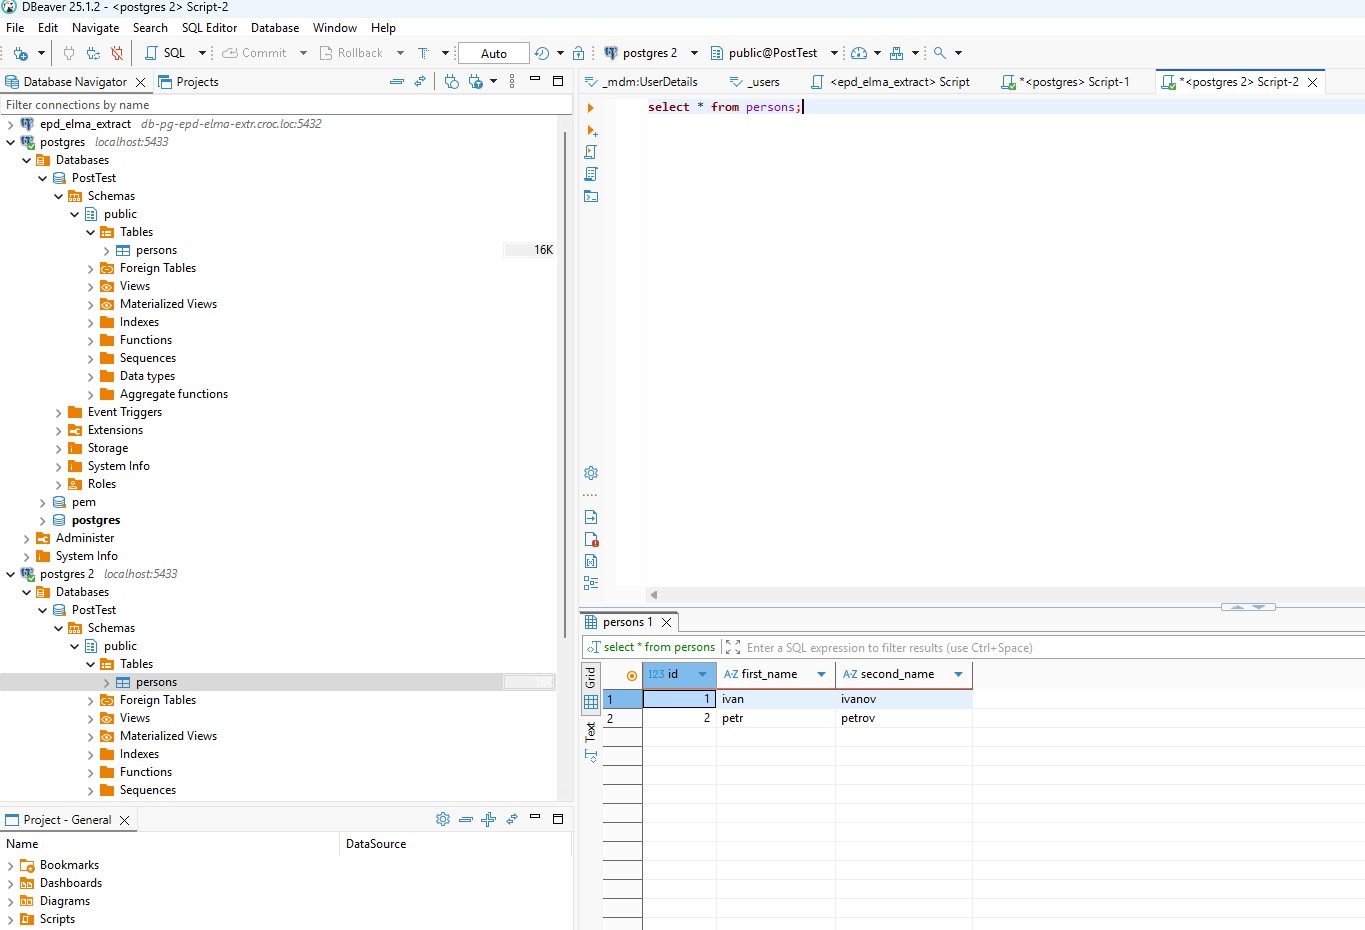 DBeaver 25.1.2 - <postgres 2> Script-2
File Edit Navigate Search SQL Editor Database Window Help
SQL Commit Rollback T Auto postgres 2 public@PostTest
Database Navigator Projects
Filter connections by name
epd_elma_extract db-pg-epd-elma-extr.croc.loc:5432
postgres localhost:5433
Databases
PostTest
Schemas
public
Tables
persons 16K
Foreign Tables
Views
Materialized Views
Indexes
Functions
Sequences
Data types
Aggregate functions
Event Triggers
Extensions
Storage
System Info
Roles
pem
postgres
Administer
System Info
postgres 2 localhost:5433
Databases
PostTest
Schemas
public
Tables
persons 16K
Foreign Tables
Views
Materialized Views
Indexes
Functions
Sequences
Project - General
Name DataSource
Bookmarks
Dashboards
Diagrams
Scripts
_mdm:UserDetails _users <epd_elma_extract> Script *<postgres> Script-1 *<postgres 2> Script-2
select * from persons;
persons 1
select * from persons Enter a SQL expression to filter results (use Ctrl+Space)
Grid
Text
123 id A-Z first_name A-Z second_name
1 1 ivan ivanov
2 2 petr petrov